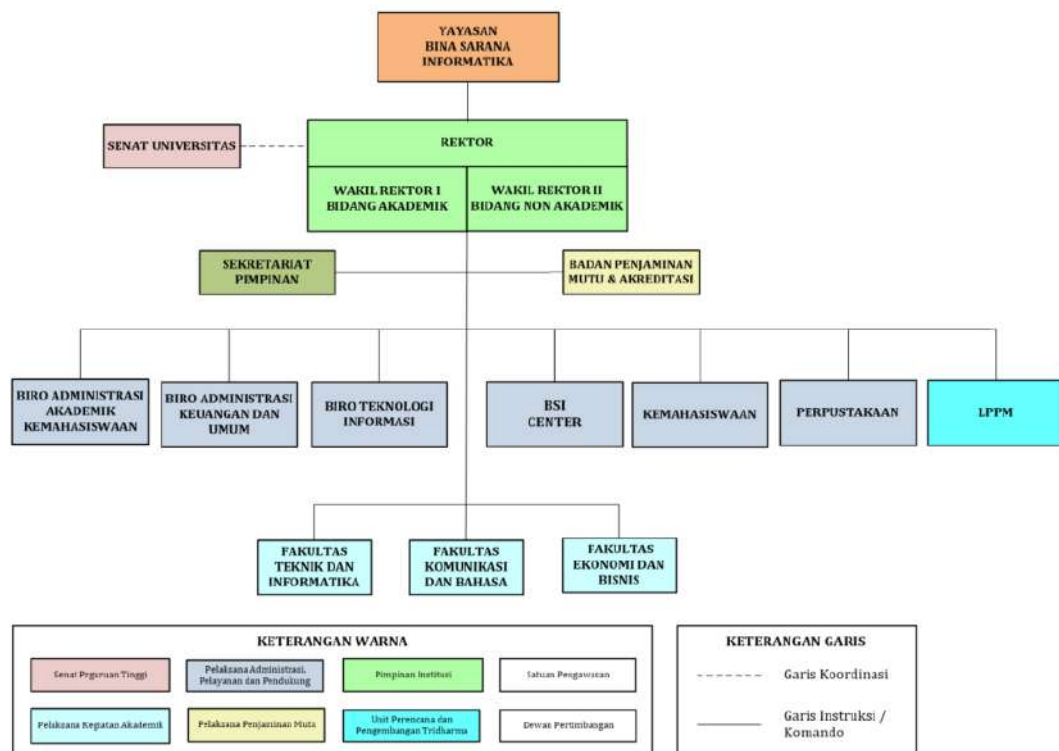 YAYASAN
BINA SARANA
INFORMATIKA
SENAT UNIVERSITAS
REKTOR
WAKIL REKTOR I
BIDANG AKADEMIK
WAKIL REKTOR II
BIDANG NON AKADEMIK
SEKRETARIAT
PIMPINAN
BADAN PENJAMINAN
MUTU & AKREDITASI
BIRO ADMINISTRASI
AKADEMIK
KEMAHASISWAAN
BIRO ADMINISTRASI
KEUANGAN DAN
UMUM
BIRO TEKNOLOGI
INFORMASI
BSI
CENTER
KEMAHASISWAAN
PERPUSTAKAAN
LPPM
FAKULTAS
TEKNIK DAN
INFORMATIKA
FAKULTAS
KOMUNIKASI
DAN BAHASA
FAKULTAS
EKONOMI DAN
BISNIS
KETERANGAN WARNA
Senat Perguruan Tinggi
Pelaksana Administrasi,
Pelayanan dan Pendukung
Pimpinan Institusi
Satuan Pengawasan
Pelaksana Kegiatan Akademik
Pelaksana Penjaminan Mutu
Unit Perencana dan
Pengembangan Tridharma
Dewan Pertimbangan
KETERANGAN GARIS
Garis Koordinasi
Garis Instruksi /
Komando